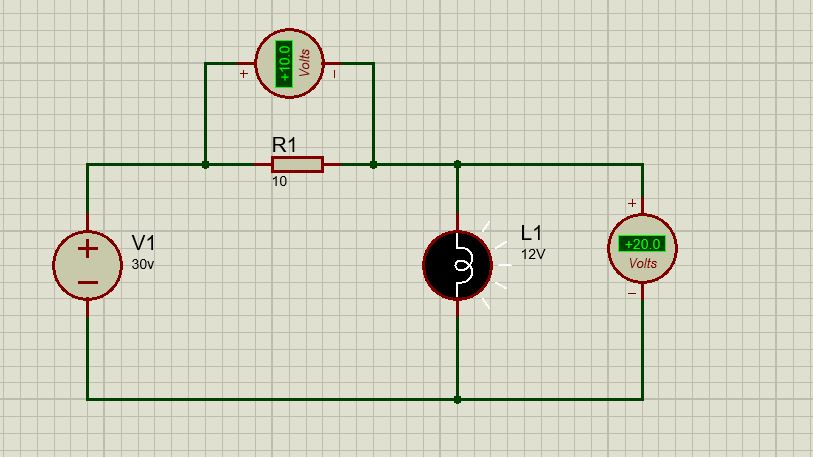 +10.0
Volts
+
−
R1
10
V1
30v
L1
12V
+
+20.0
Volts
−